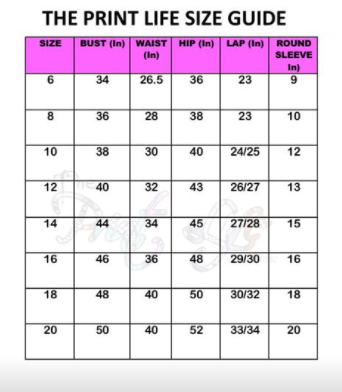 THE PRINT LIFE SIZE GUIDE
SIZE BUST (In) WAIST (In) HIP (In) LAP (In) ROUND SLEEVE In)
6 34 26.5 36 23 9
8 36 28 38 23 10
10 38 30 40 24/25 12
12 40 32 43 26/27 13
14 44 34 45 27/28 15
16 46 36 48 29/30 16
18 48 40 50 30/32 18
20 50 40 52 33/34 20
The Print Life